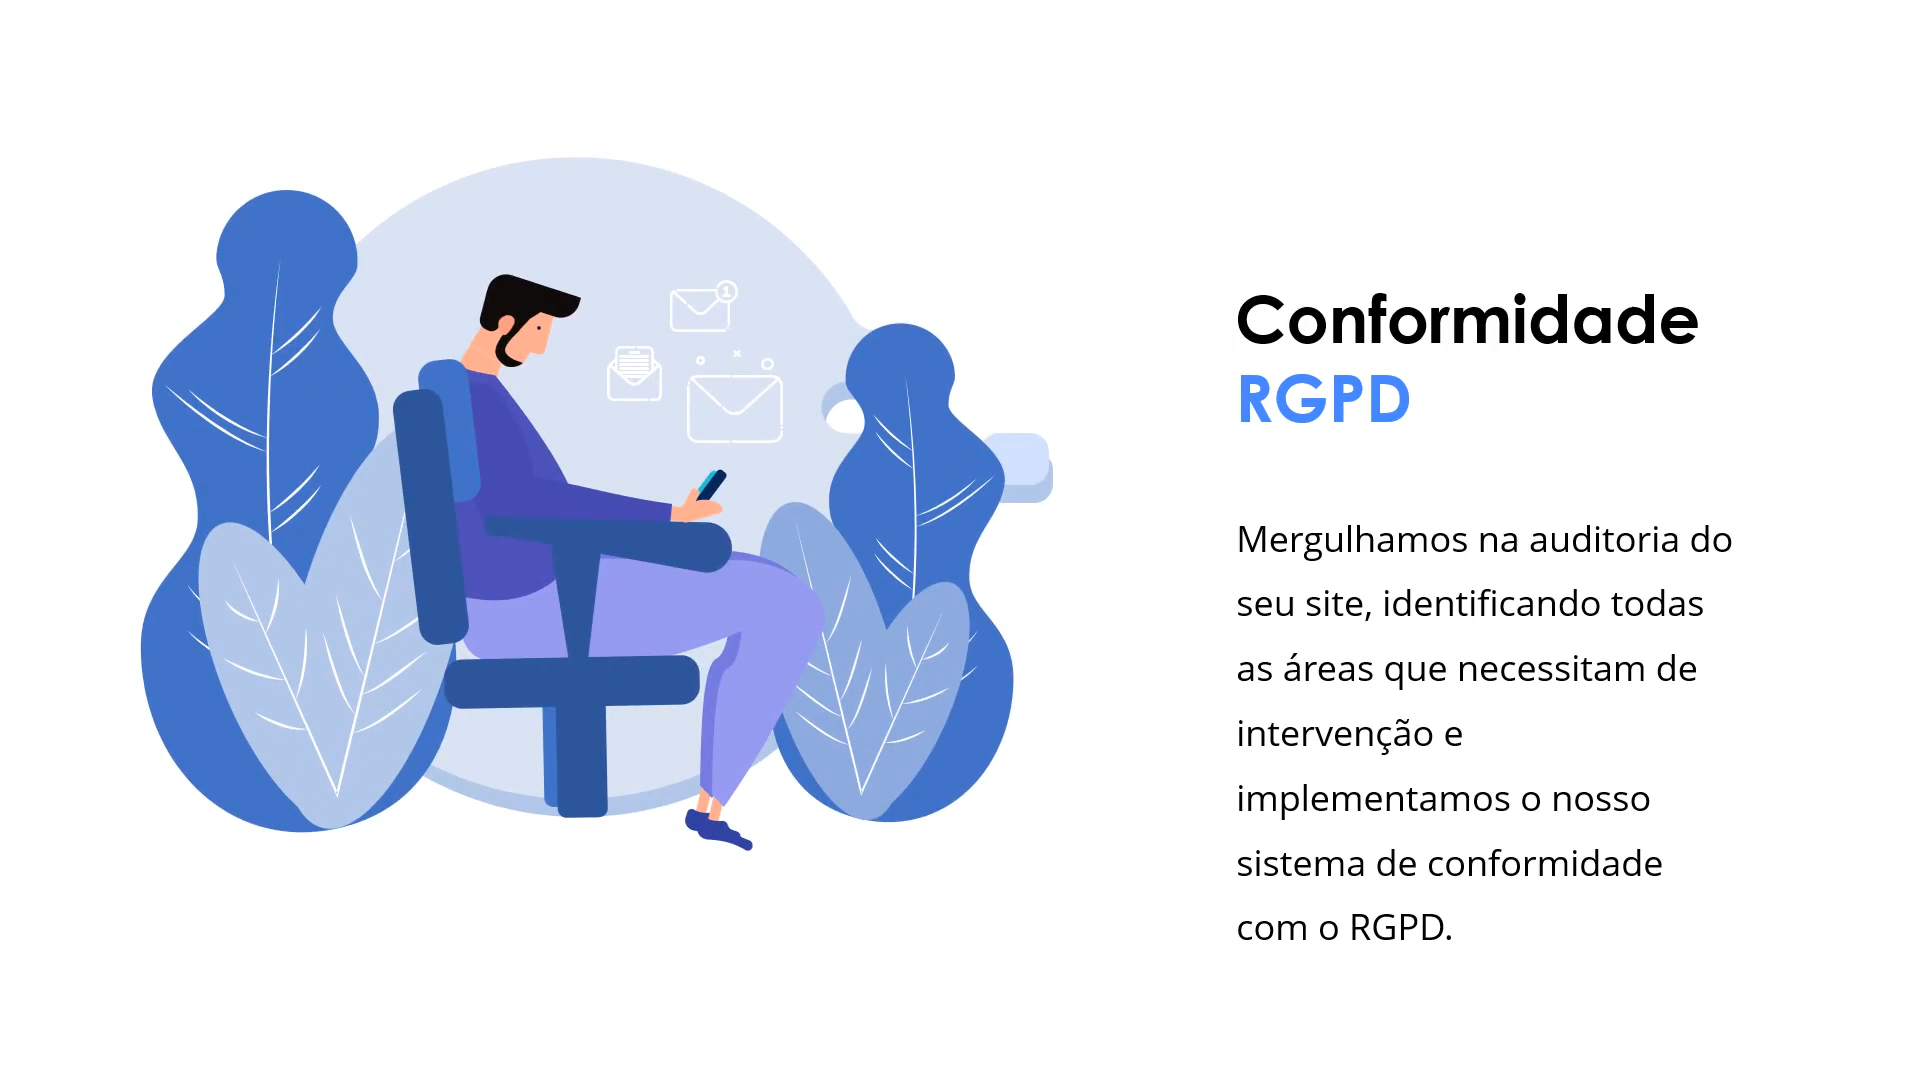 1
Conformidade
RGPD
Mergulhamos na auditoria do
seu site, identificando todas
as áreas que necessitam de
intervenção e
implementamos o nosso
sistema de conformidade
com o RGPD.